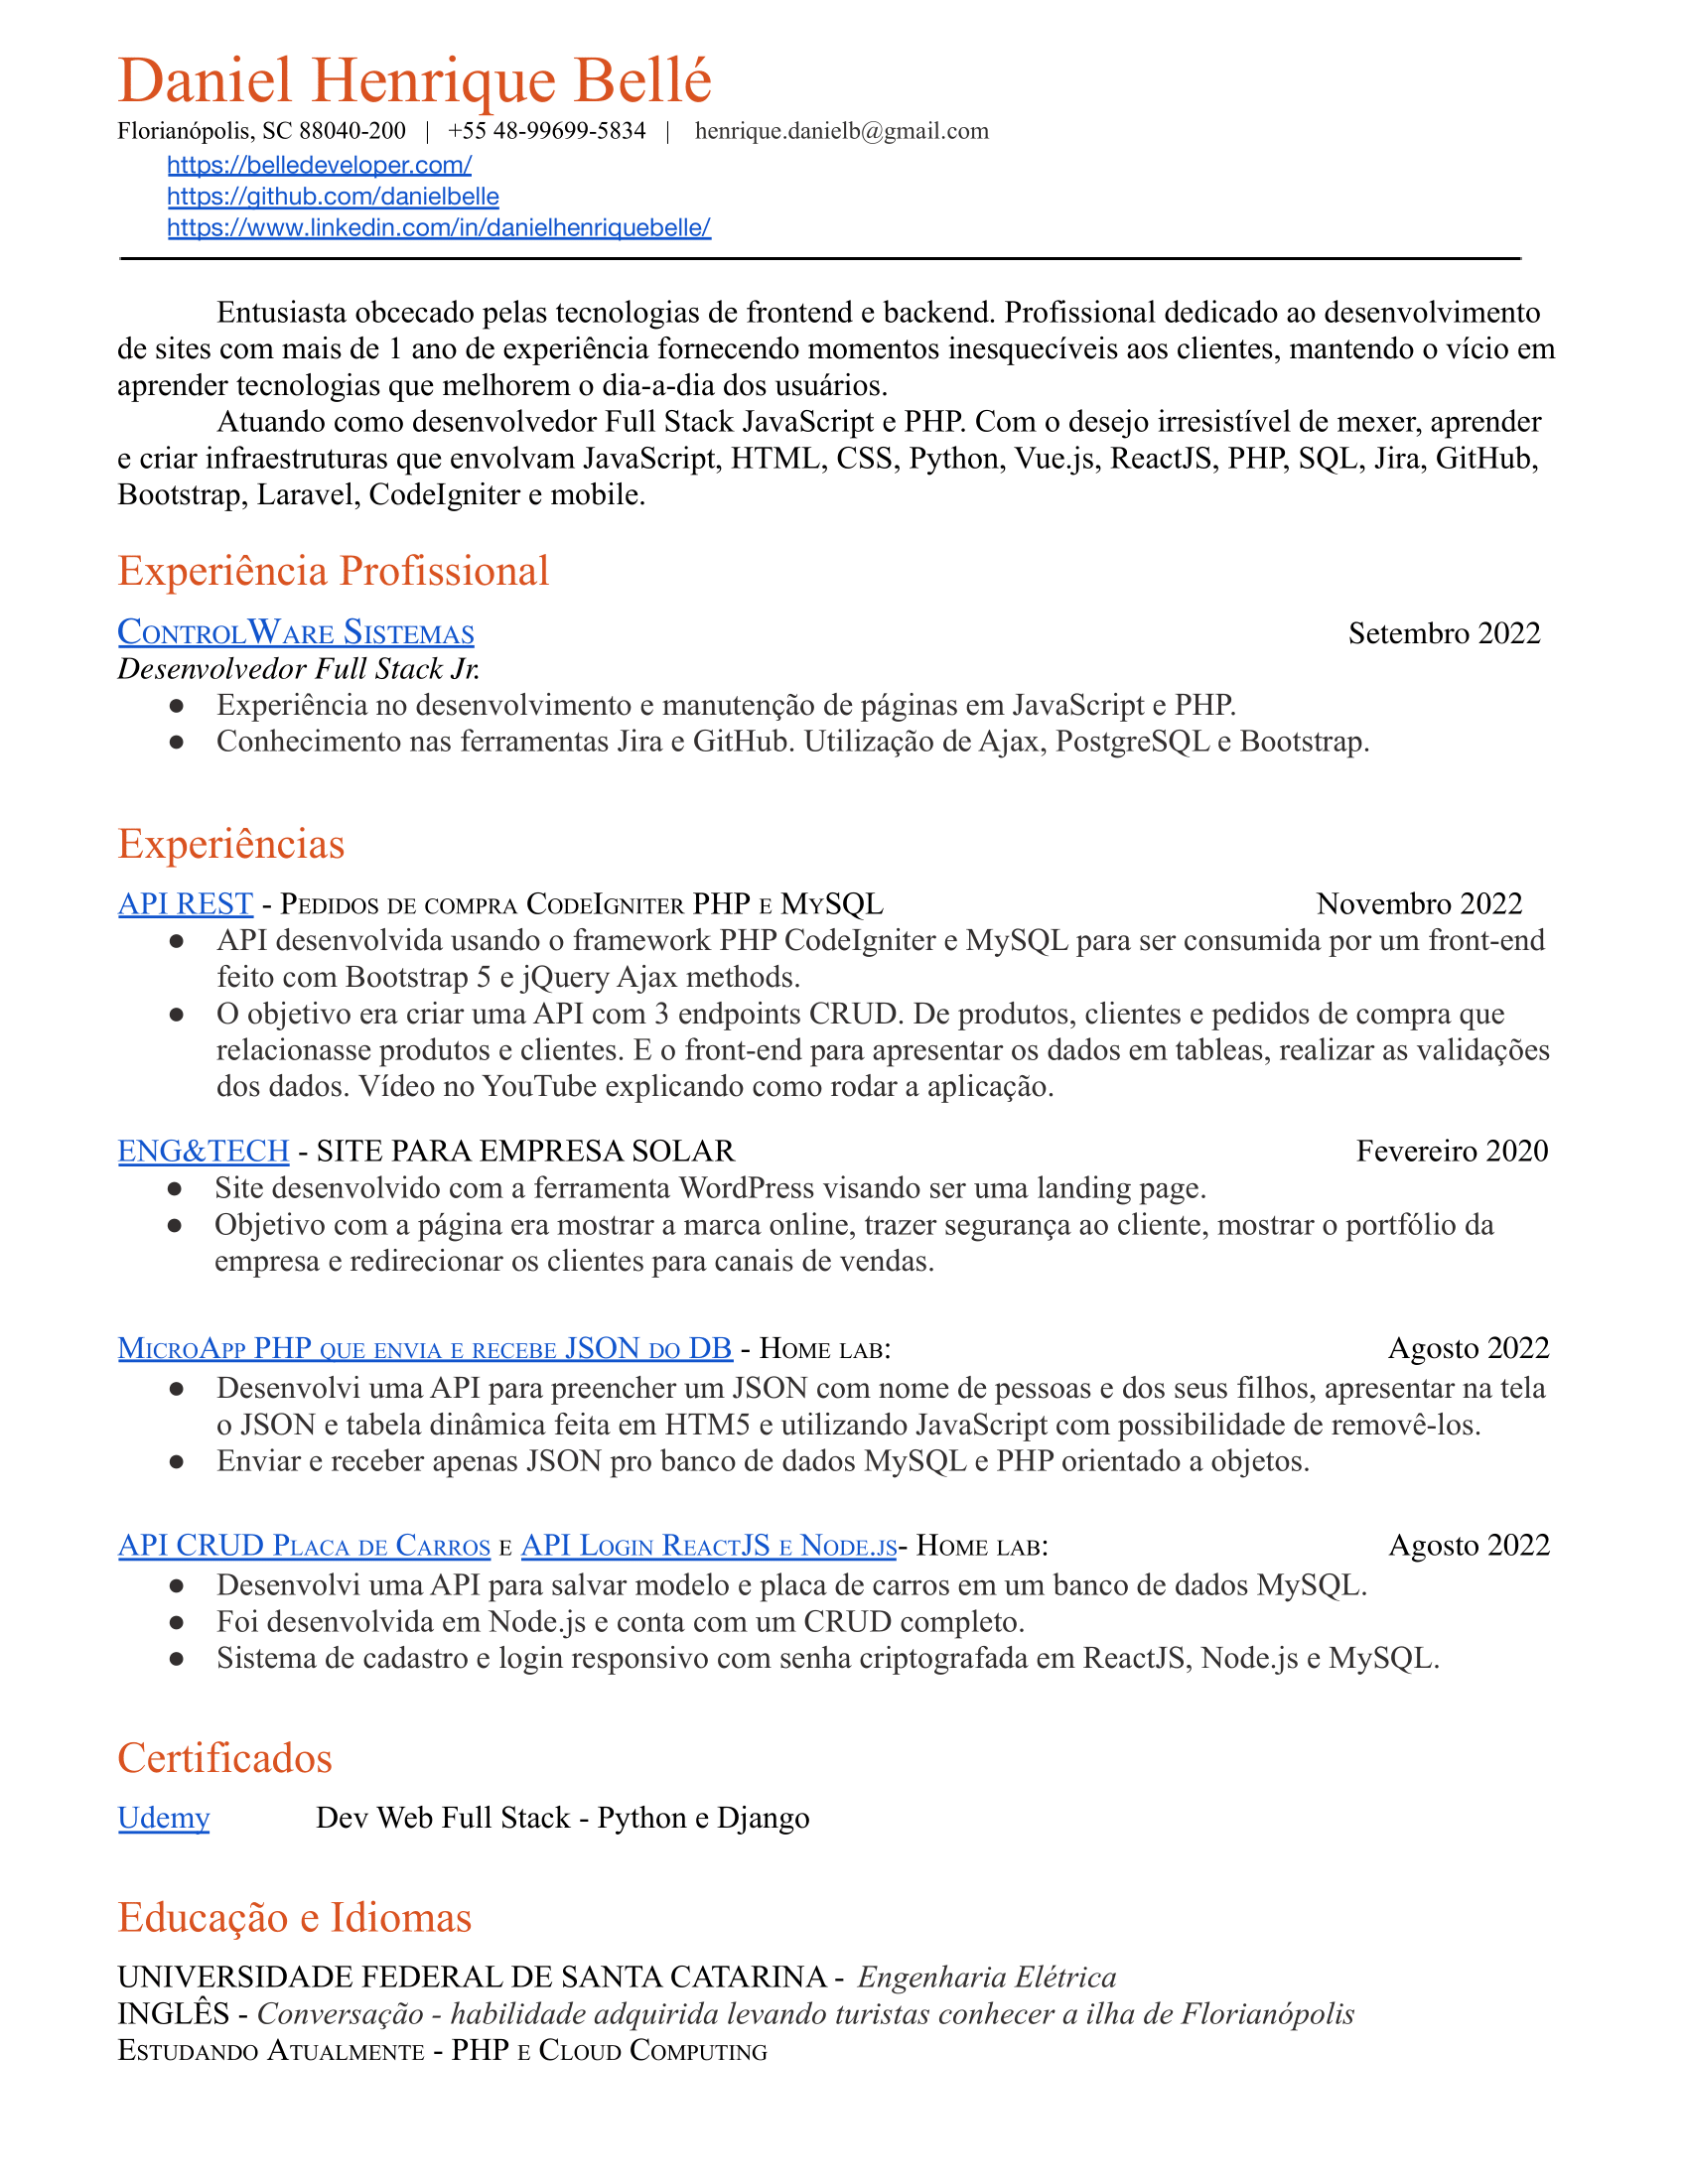 Daniel Henrique Bellé
Florianópolis, SC 88040-200 | +55 48-99699-5834 | henrique.danielb@gmail.com
https://belledeveloper.com/
https://github.com/danielbelle
https://www.linkedin.com/in/danielhenriquebelle/
Entusiasta obcecado pelas tecnologias de frontend e backend. Profissional dedicado ao desenvolvimento
de sites com mais de 1 ano de experiência fornecendo momentos inesquecíveis aos clientes, mantendo o vício em
aprender tecnologias que melhorem o dia-a-dia dos usuários.
Atuando como desenvolvedor Full Stack JavaScript e PHP. Com o desejo irresistível de mexer, aprender
e criar infraestruturas que envolvam JavaScript, HTML, CSS, Python, Vue.js, ReactJS, PHP, SQL, Jira, GitHub,
Bootstrap, Laravel, CodeIgniter e mobile.
Experiência Profissional
ControlWare Sistemas Setembro 2022
Desenvolvedor Full Stack Jr.
● Experiência no desenvolvimento e manutenção de páginas em JavaScript e PHP.
● Conhecimento nas ferramentas Jira e GitHub. Utilização de Ajax, PostgreSQL e Bootstrap.
Experiências
API REST - Pedidos de compra CodeIgniter PHP e MySQL Novembro 2022
● API desenvolvida usando o framework PHP CodeIgniter e MySQL para ser consumida por um front-end
feito com Bootstrap 5 e jQuery Ajax methods.
● O objetivo era criar uma API com 3 endpoints CRUD. De produtos, clientes e pedidos de compra que
relacionasse produtos e clientes. E o front-end para apresentar os dados em tableas, realizar as validações
dos dados. Vídeo no YouTube explicando como rodar a aplicação.
ENG&TECH - SITE PARA EMPRESA SOLAR Fevereiro 2020
● Site desenvolvido com a ferramenta WordPress visando ser uma landing page.
● Objetivo com a página era mostrar a marca online, trazer segurança ao cliente, mostrar o portfólio da
empresa e redirecionar os clientes para canais de vendas.
MicroApp PHP que envia e recebe JSON do DB - Home lab: Agosto 2022
● Desenvolvi uma API para preencher um JSON com nome de pessoas e dos seus filhos, apresentar na tela
o JSON e tabela dinâmica feita em HTM5 e utilizando JavaScript com possibilidade de removê-los.
● Enviar e receber apenas JSON pro banco de dados MySQL e PHP orientado a objetos.
API CRUD Placa de Carros e API Login ReactJS e Node.js- Home lab: Agosto 2022
● Desenvolvi uma API para salvar modelo e placa de carros em um banco de dados MySQL.
● Foi desenvolvida em Node.js e conta com um CRUD completo.
● Sistema de cadastro e login responsivo com senha criptografada em ReactJS, Node.js e MySQL.
Certificados
Udemy Dev Web Full Stack - Python e Django
Educação e Idiomas
UNIVERSIDADE FEDERAL DE SANTA CATARINA - Engenharia Elétrica
INGLÊS - Conversação - habilidade adquirida levando turistas conhecer a ilha de Florianópolis
Estudando Atualmente - PHP e Cloud Computing